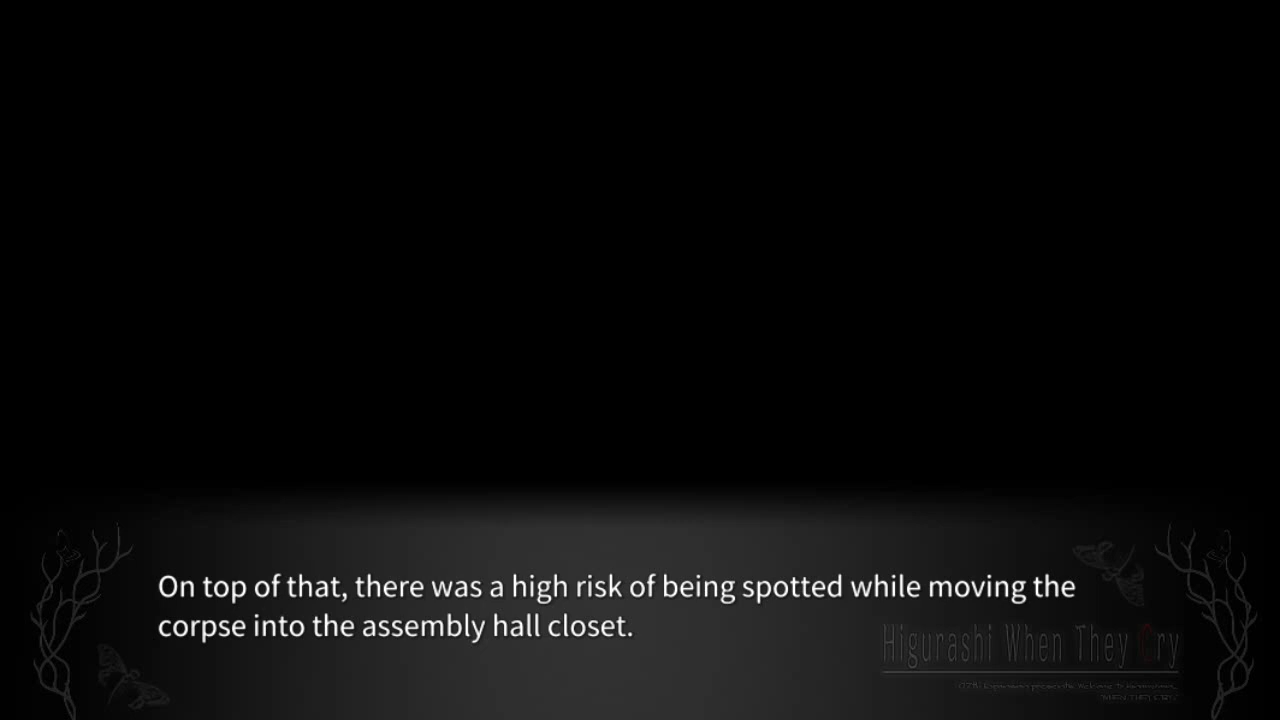 On top of that, there was a high risk of being spotted while moving the
corpse into the assembly hall closet.
Higurashi When They Cry